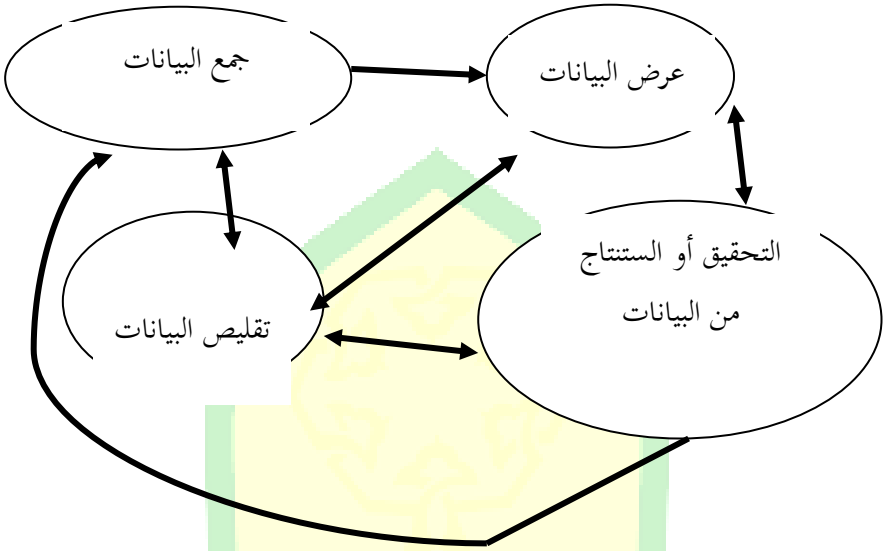 جمع البيانات
عرض البيانات
التحقيق أو الستنتاج
من البيانات
تقليص البيانات